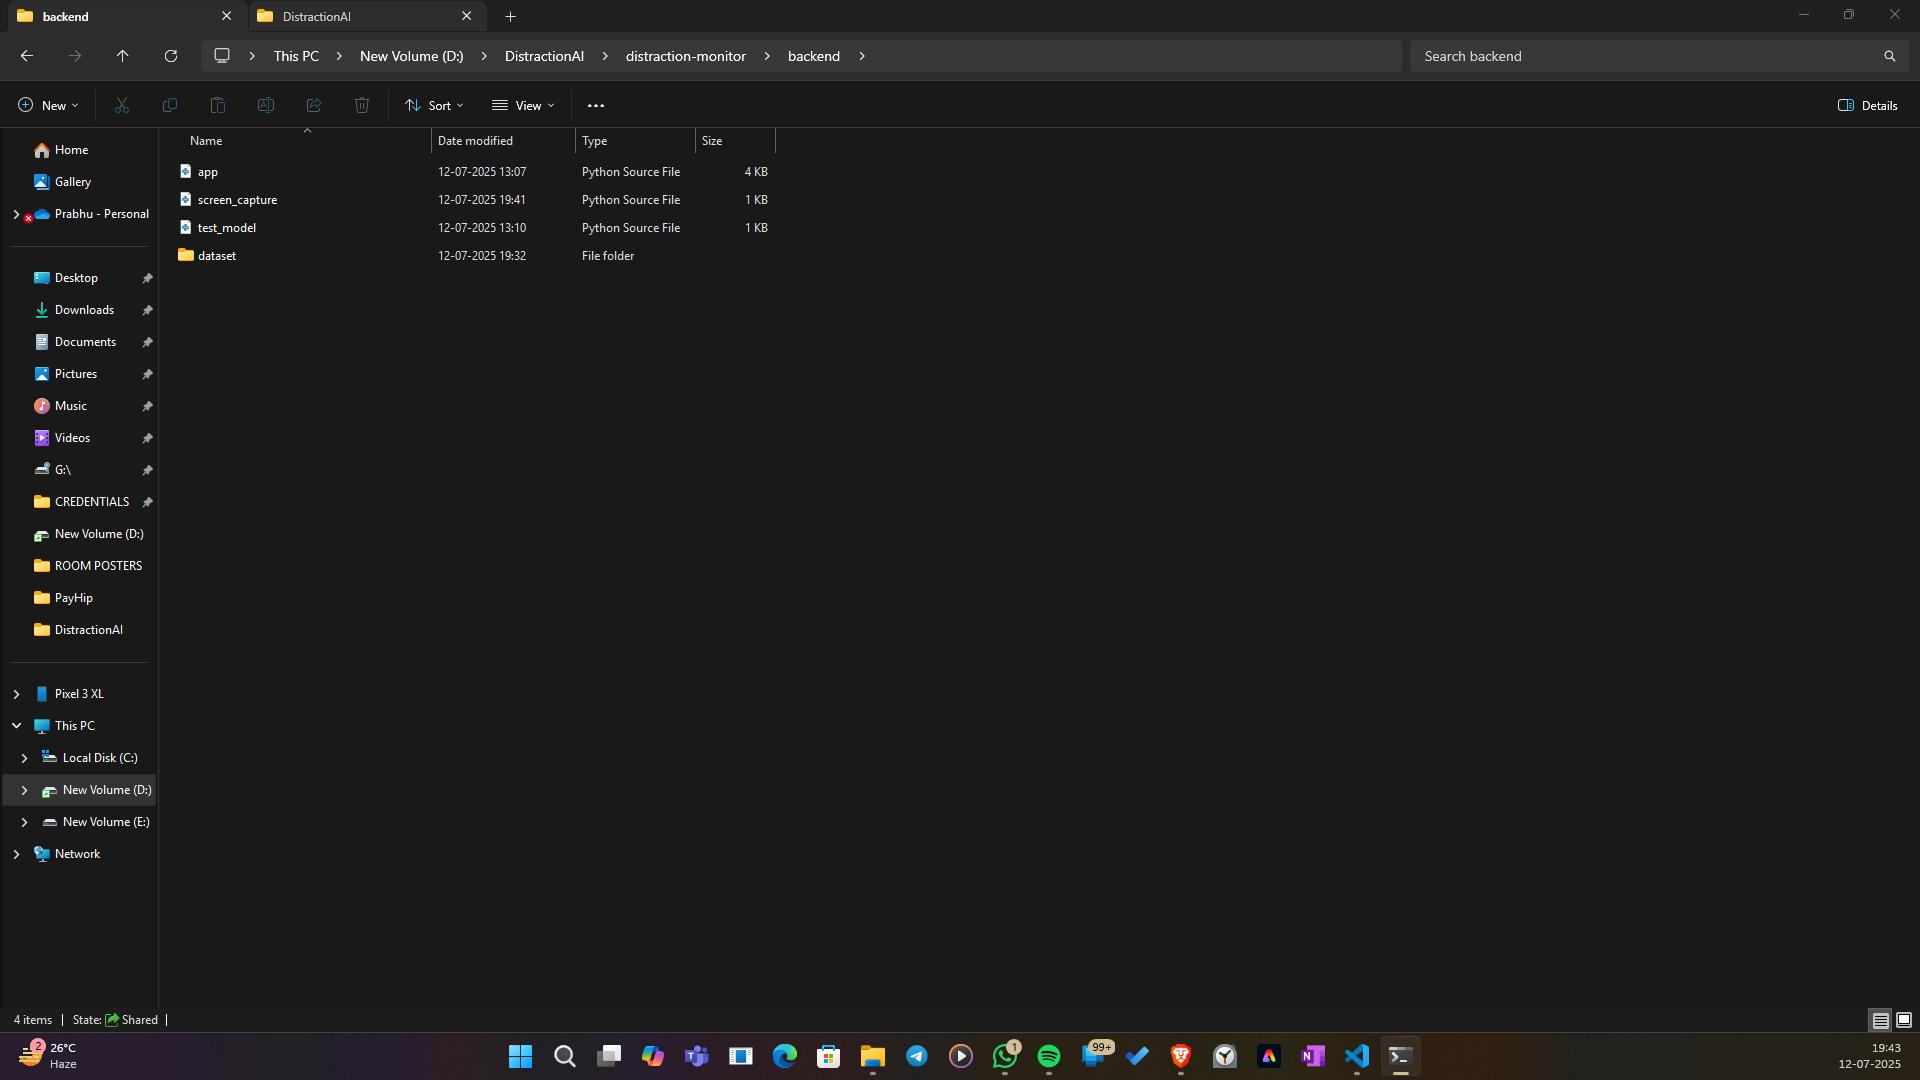 backend
DistractionAI
This PC
New Volume (D:)
DistractionAI
distraction-monitor
backend
Search backend
New
Sort
View
Details
Name Date modified Type Size
app 12-07-2025 13:07 Python Source File 4 KB
screen_capture 12-07-2025 19:41 Python Source File 1 KB
test_model 12-07-2025 13:10 Python Source File 1 KB
dataset 12-07-2025 19:32 File folder
Home
Gallery
Prabhu - Personal
Desktop
Downloads
Documents
Pictures
Music
Videos
G:\
CREDENTIALS
New Volume (D:)
ROOM POSTERS
PayHip
DistractionAI
Pixel 3 XL
This PC
Local Disk (C:)
New Volume (D:)
New Volume (E:)
Network
4 items
State: Shared
2
26°C
Haze
1
99+
19:43
12-07-2025